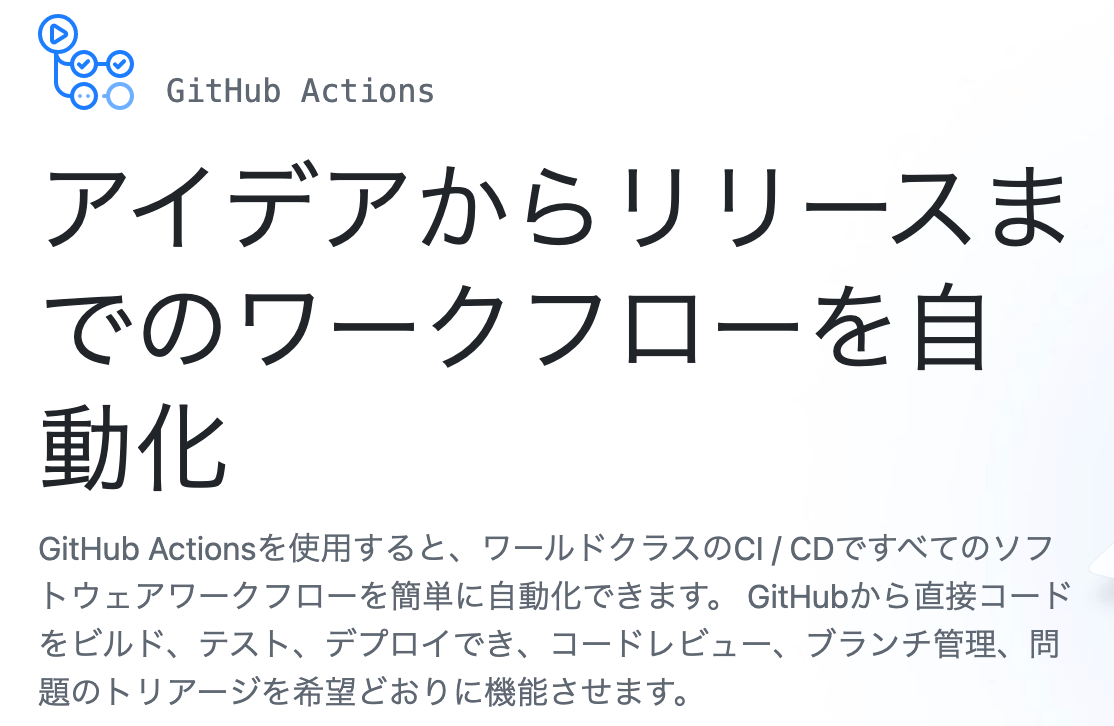 GitHub Actions
アイデアからリリースま
でのワークフローを自
動化
GitHub Actionsを使用すると、ワールドクラスのCI / CDですべてのソフ
トウェアワークフローを簡単に自動化できます。 GitHubから直接コード
をビルド、テスト、デプロイでき、コードレビュー、ブランチ管理、問
題のトリアージを希望どおりに機能させます。